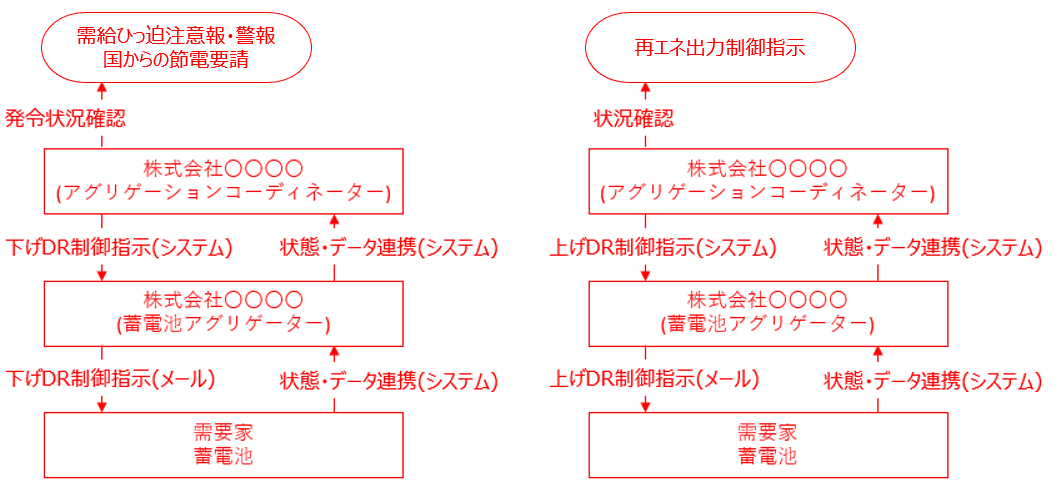 需給ひっ迫注意報・警報
国からの節電要請
発令状況確認
株式会社〇〇〇〇
(アグリゲーションコーディネーター)
下げDR制御指示(システム)
状態・データ連携(システム)
株式会社〇〇〇〇
(蓄電池アグリゲーター)
下げDR制御指示(メール)
状態・データ連携(システム)
需要家
蓄電池
再エネ出力制御指示
状況確認
株式会社〇〇〇〇
(アグリゲーションコーディネーター)
上げDR制御指示(システム)
状態・データ連携(システム)
株式会社〇〇〇〇
(蓄電池アグリゲーター)
上げDR制御指示(メール)
状態・データ連携(システム)
需要家
蓄電池